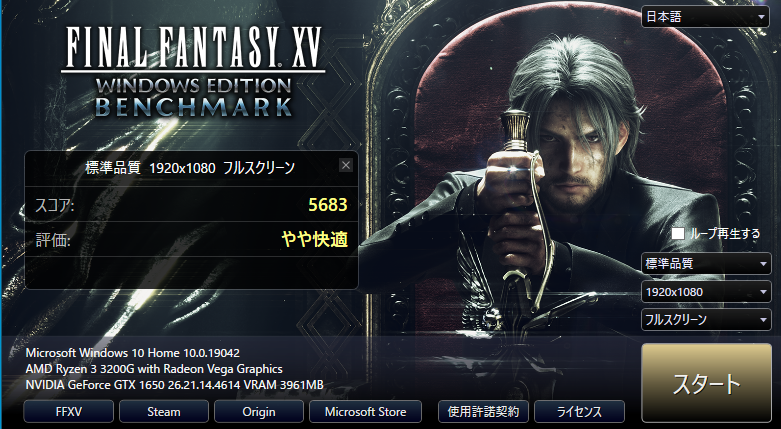 日本語
FINAL FANTASY XV
WINDOWS EDITION
BENCHMARK
標準品質 1920x1080 フルスクリーン
スコア: 5683
評価: やや快適
ループ再生する
標準品質
1920x1080
フルスクリーン
Microsoft Windows 10 Home 10.0.19042
AMD Ryzen 3 3200G with Radeon Vega Graphics
NVIDIA GeForce GTX 1650 26.21.14.4614 VRAM 3961MB
スタート
FFXV Steam Origin Microsoft Store 使用許諾契約 ライセンス